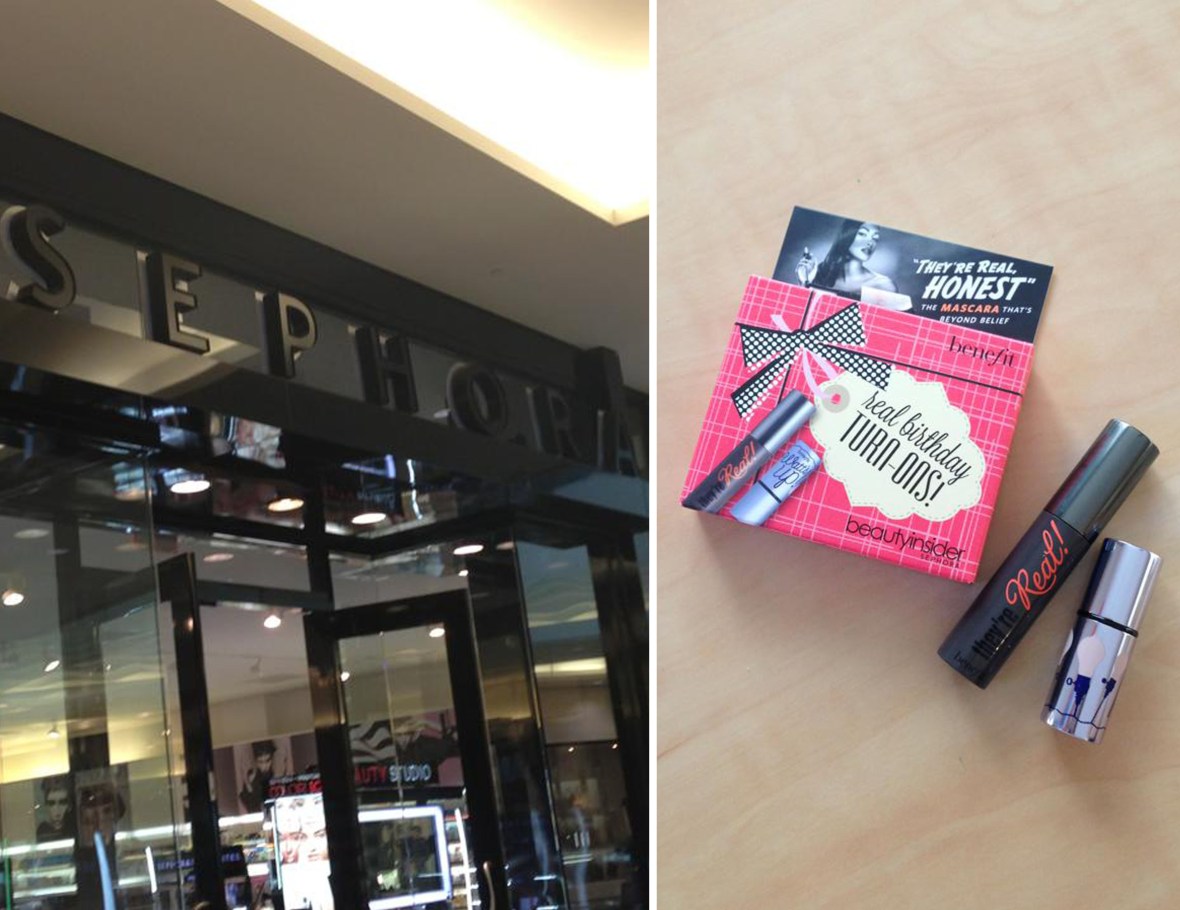 SEPHORA
BEAUTY STUDIO
"THEY'RE REAL,
HONEST"
THE MASCARA THAT'S
BEYOND BELIEF
benefit
real birthday
TURN-ONS!
they're Real!
beautyinsider
SEPHORA
they're Real!